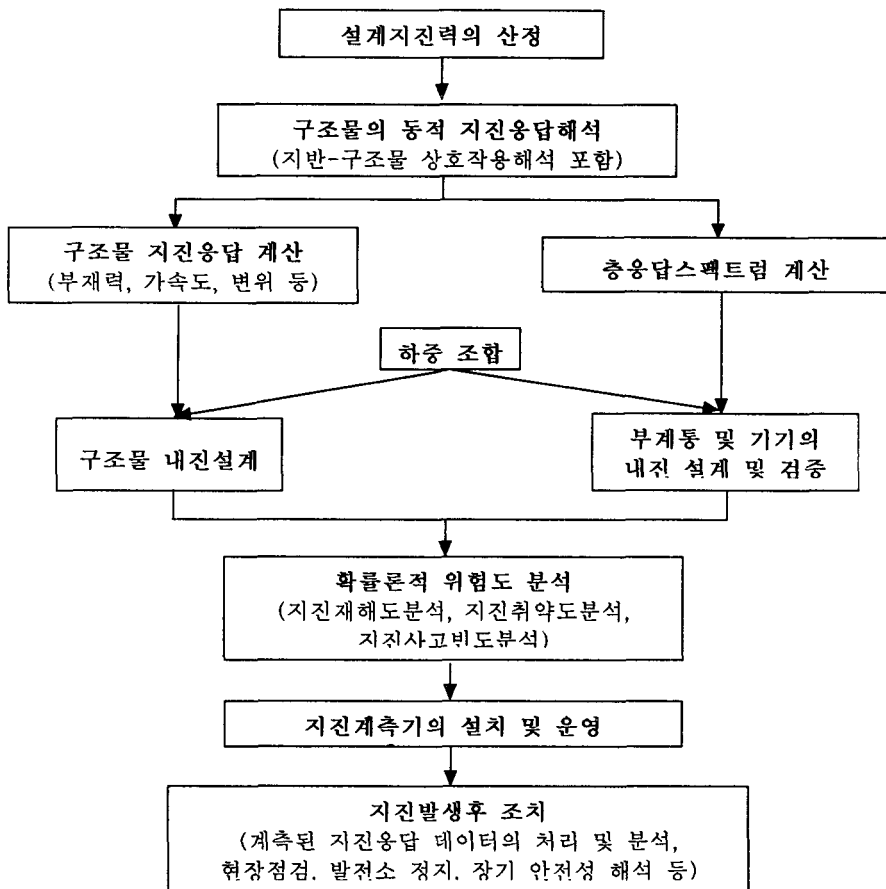 설계지진력의 산정
구조물의 동적 지진응답해석
(지반-구조물 상호작용해석 포함)
구조물 지진응답 계산
(부재력, 가속도, 변위 등)
층응답스펙트럼 계산
하중 조합
구조물 내진설계
부계통 및 기기의
내진 설계 및 검증
확률론적 위험도 분석
(지진재해도분석, 지진취약도분석,
지진사고빈도분석)
지진계측기의 설치 및 운영
지진발생후 조치
(계측된 지진응답 데이터의 처리 및 분석,
현장점검, 발전소 정지, 장기 안전성 해석 등)